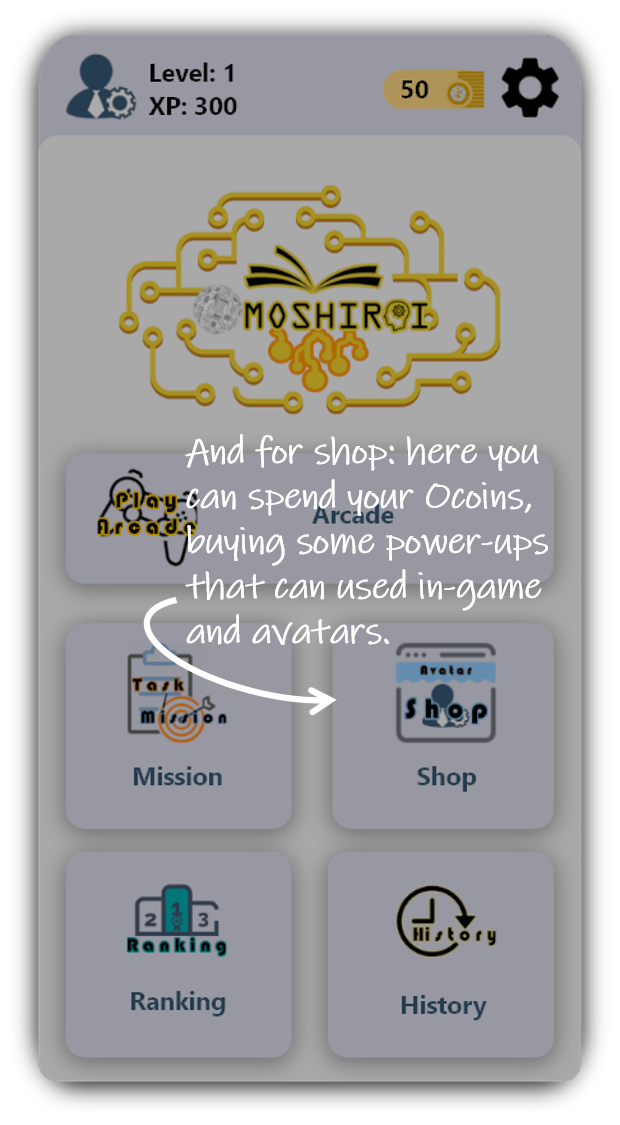 Level: 1
XP: 300
50
MOSHIROI
And for shop: here you
can spend your Ocoins,
buying some power-ups
that can used in-game
and avatars.
Play
Arcade
Arcade
Task
Mission
Mission
Avatar
Shop
Shop
2 1 3
Ranking
Ranking
History
History